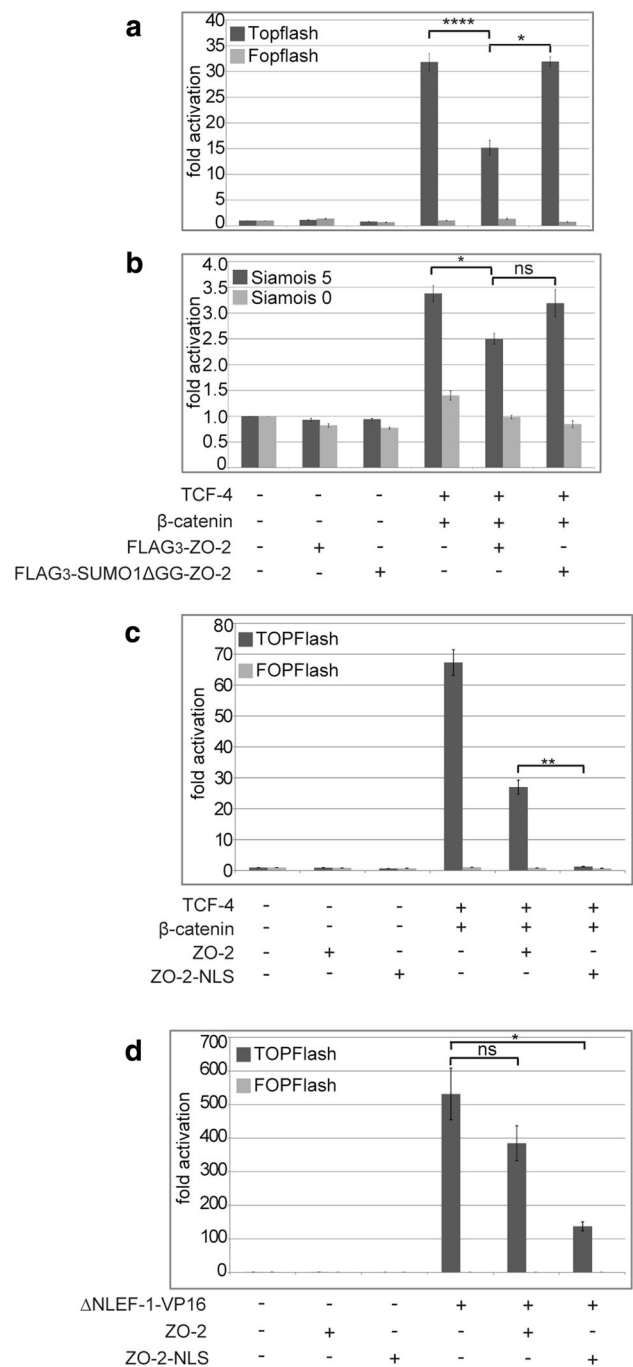 a
Topflash
Fopflash
**** *
fold activation
40
35
30
25
20
15
10
5
0
b
Siamois 5
Siamois 0
* ns
fold activation
4.0
3.5
3.0
2.5
2.0
1.5
1.0
0.5
0
TCF-4 - - - + + +
β-catenin - - - + + +
FLAG3-ZO-2 - + - - + -
FLAG3-SUMO1ΔGG-ZO-2 - - + - - +
c
TOPFlash
FOPFlash
**
fold activation
80
70
60
50
40
30
20
10
0
TCF-4 - - - + + +
β-catenin - - - + + +
ZO-2 - + - - + -
ZO-2-NLS - - + - - +
d
TOPFlash
FOPFlash
*
ns
fold activation
700
600
500
400
300
200
100
0
ΔNLEF-1-VP16 - - - + + +
ZO-2 - + - - + -
ZO-2-NLS - - + - - +